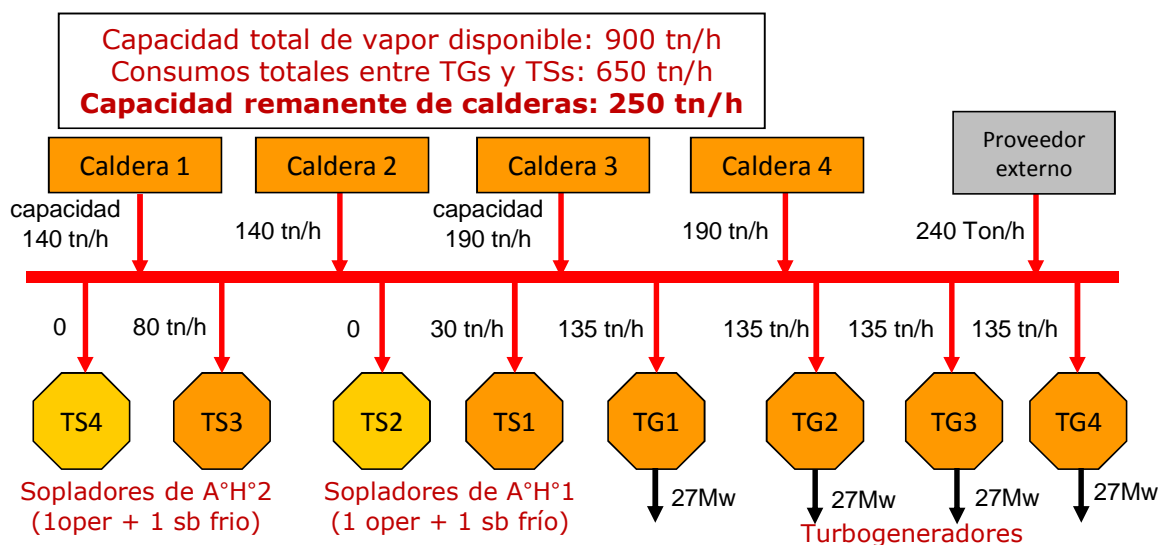 Capacidad total de vapor disponible: 900 tn/h
Consumos totales entre TGs y TSs: 650 tn/h
Capacidad remanente de calderas: 250 tn/h
Caldera 1
Caldera 2
Caldera 3
Caldera 4
Proveedor
externo
capacidad
140 tn/h
140 tn/h
capacidad
190 tn/h
190 tn/h
240 Ton/h
0
80 tn/h
0
30 tn/h
135 tn/h
135 tn/h
135 tn/h
135 tn/h
TS4
TS3
TS2
TS1
TG1
TG2
TG3
TG4
Sopladores de A°H°2
(1oper + 1 sb frio)
Sopladores de A°H°1
(1 oper + 1 sb frío)
27Mw
27Mw
27Mw
27Mw
Turbogeneradores